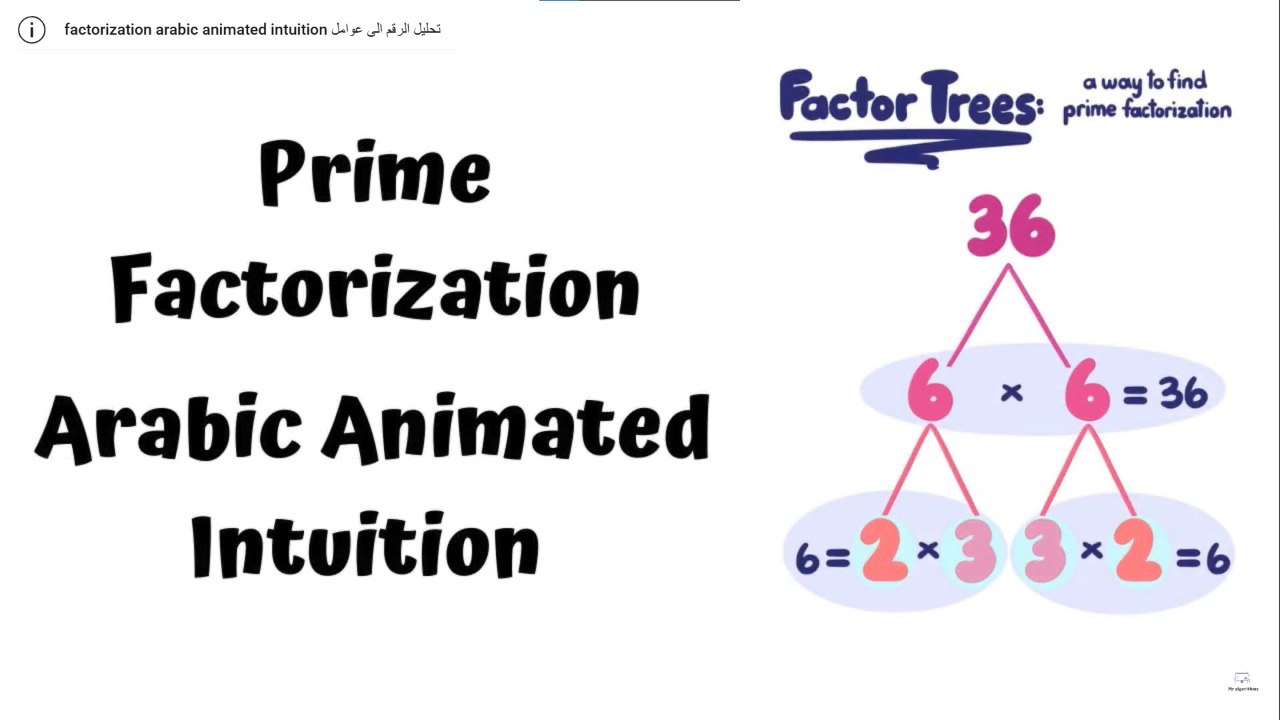 factorization arabic animated intuition تحليل الرقم الى عوامل
Prime
Factorization
Arabic Animated
Intuition
Factor Trees:
a way to find
prime factorization
36
6 × 6 = 36
6 = 2 × 3
3 × 2 = 6